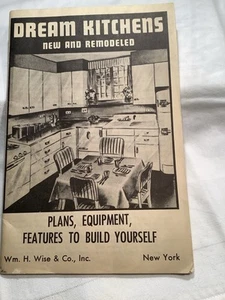 DREAM KITCHENS
NEW AND REMODELED
PLANS, EQUIPMENT,
FEATURES TO BUILD YOURSELF
Wm. H. Wise & Co., Inc. New York